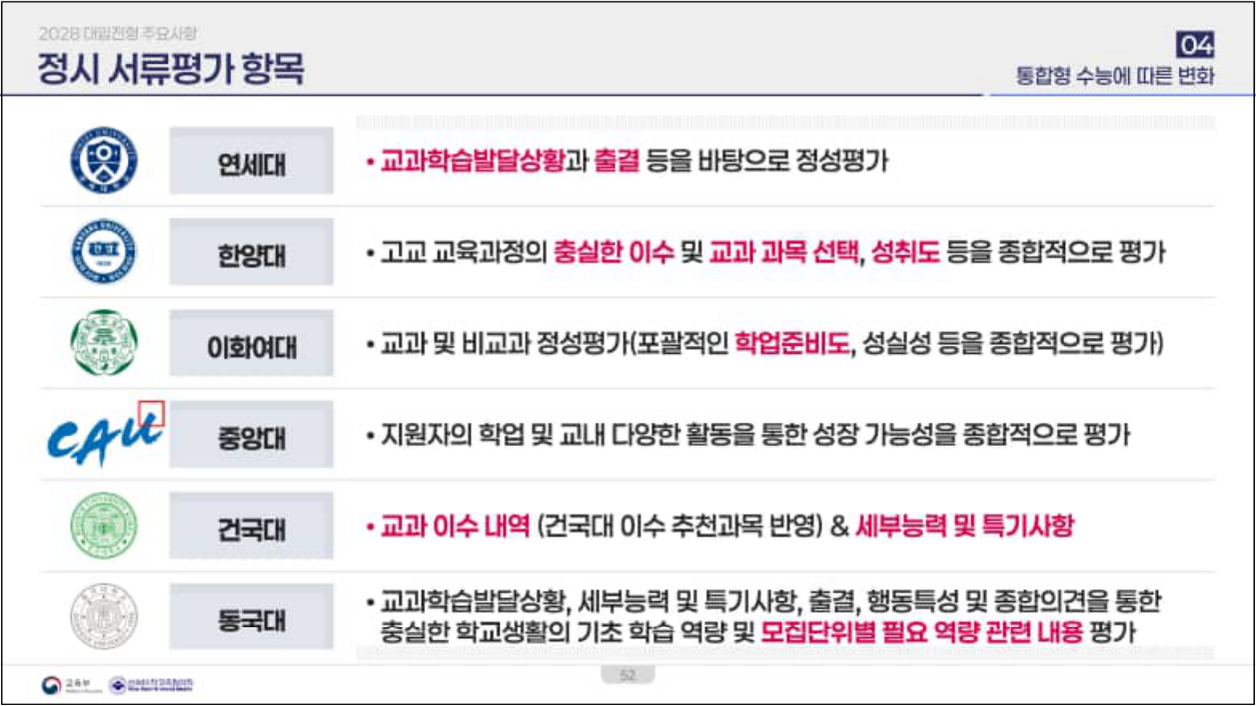 2028 대입전형 주요사항
정시 서류평가 항목
04
통합형 수능에 따른 변화
연세대
• 교과학습발달상황과 출결 등을 바탕으로 정성평가
한양대
• 고교 교육과정의 충실한 이수 및 교과 과목 선택, 성취도 등을 종합적으로 평가
이화여대
• 교과 및 비교과 정성평가(포괄적인 학업준비도, 성실성 등을 종합적으로 평가)
CAU
중앙대
• 지원자의 학업 및 교내 다양한 활동을 통한 성장 가능성을 종합적으로 평가
건국대
• 교과 이수 내역 (건국대 이수 추천과목 반영) & 세부능력 및 특기사항
동국대
• 교과학습발달상황, 세부능력 및 특기사항, 출결, 행동특성 및 종합의견을 통한
충실한 학교생활의 기초 학습 역량 및 모집단위별 필요 역량 관련 내용 평가
교육부
52